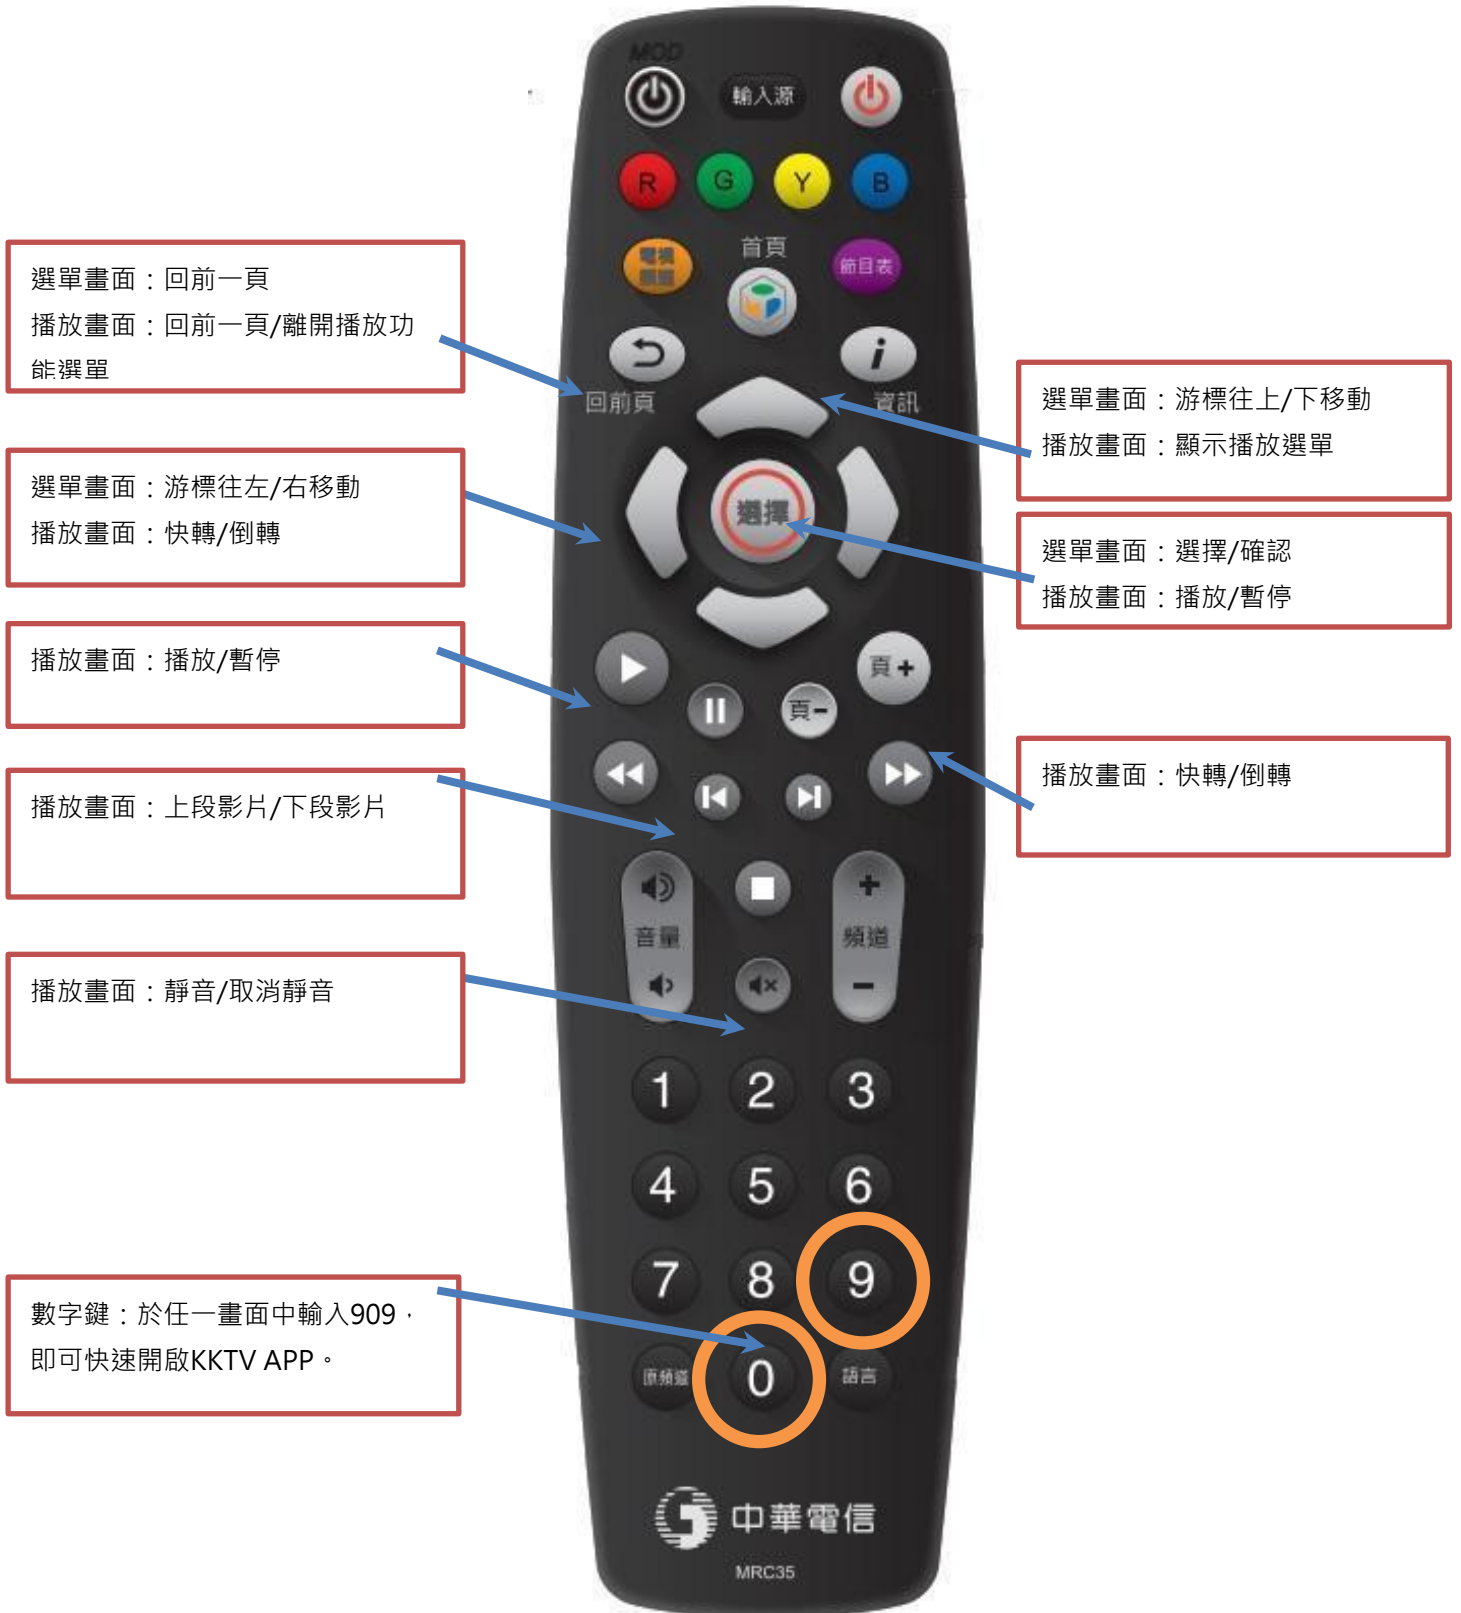 MOD
輸入源
R
G
Y
B
首頁
節目表
選單畫面：回前一頁
播放畫面：回前一頁/離開播放功
能選單
i
回前頁
資訊
選單畫面：游標往上/下移動
播放畫面：顯示播放選單
選單畫面：游標往左/右移動
播放畫面：快轉/倒轉
選擇
選單畫面：選擇/確認
播放畫面：播放/暫停
播放畫面：播放/暫停
頁+
頁-
播放畫面：快轉/倒轉
播放畫面：上段影片/下段影片
音量
+
頻道
-
播放畫面：靜音/取消靜音
1 2 3
4 5 6
7 8 9
數字鍵：於任一畫面中輸入909，
即可快速開啟KKTV APP。
原頻道
0
語言
中華電信
MRC35